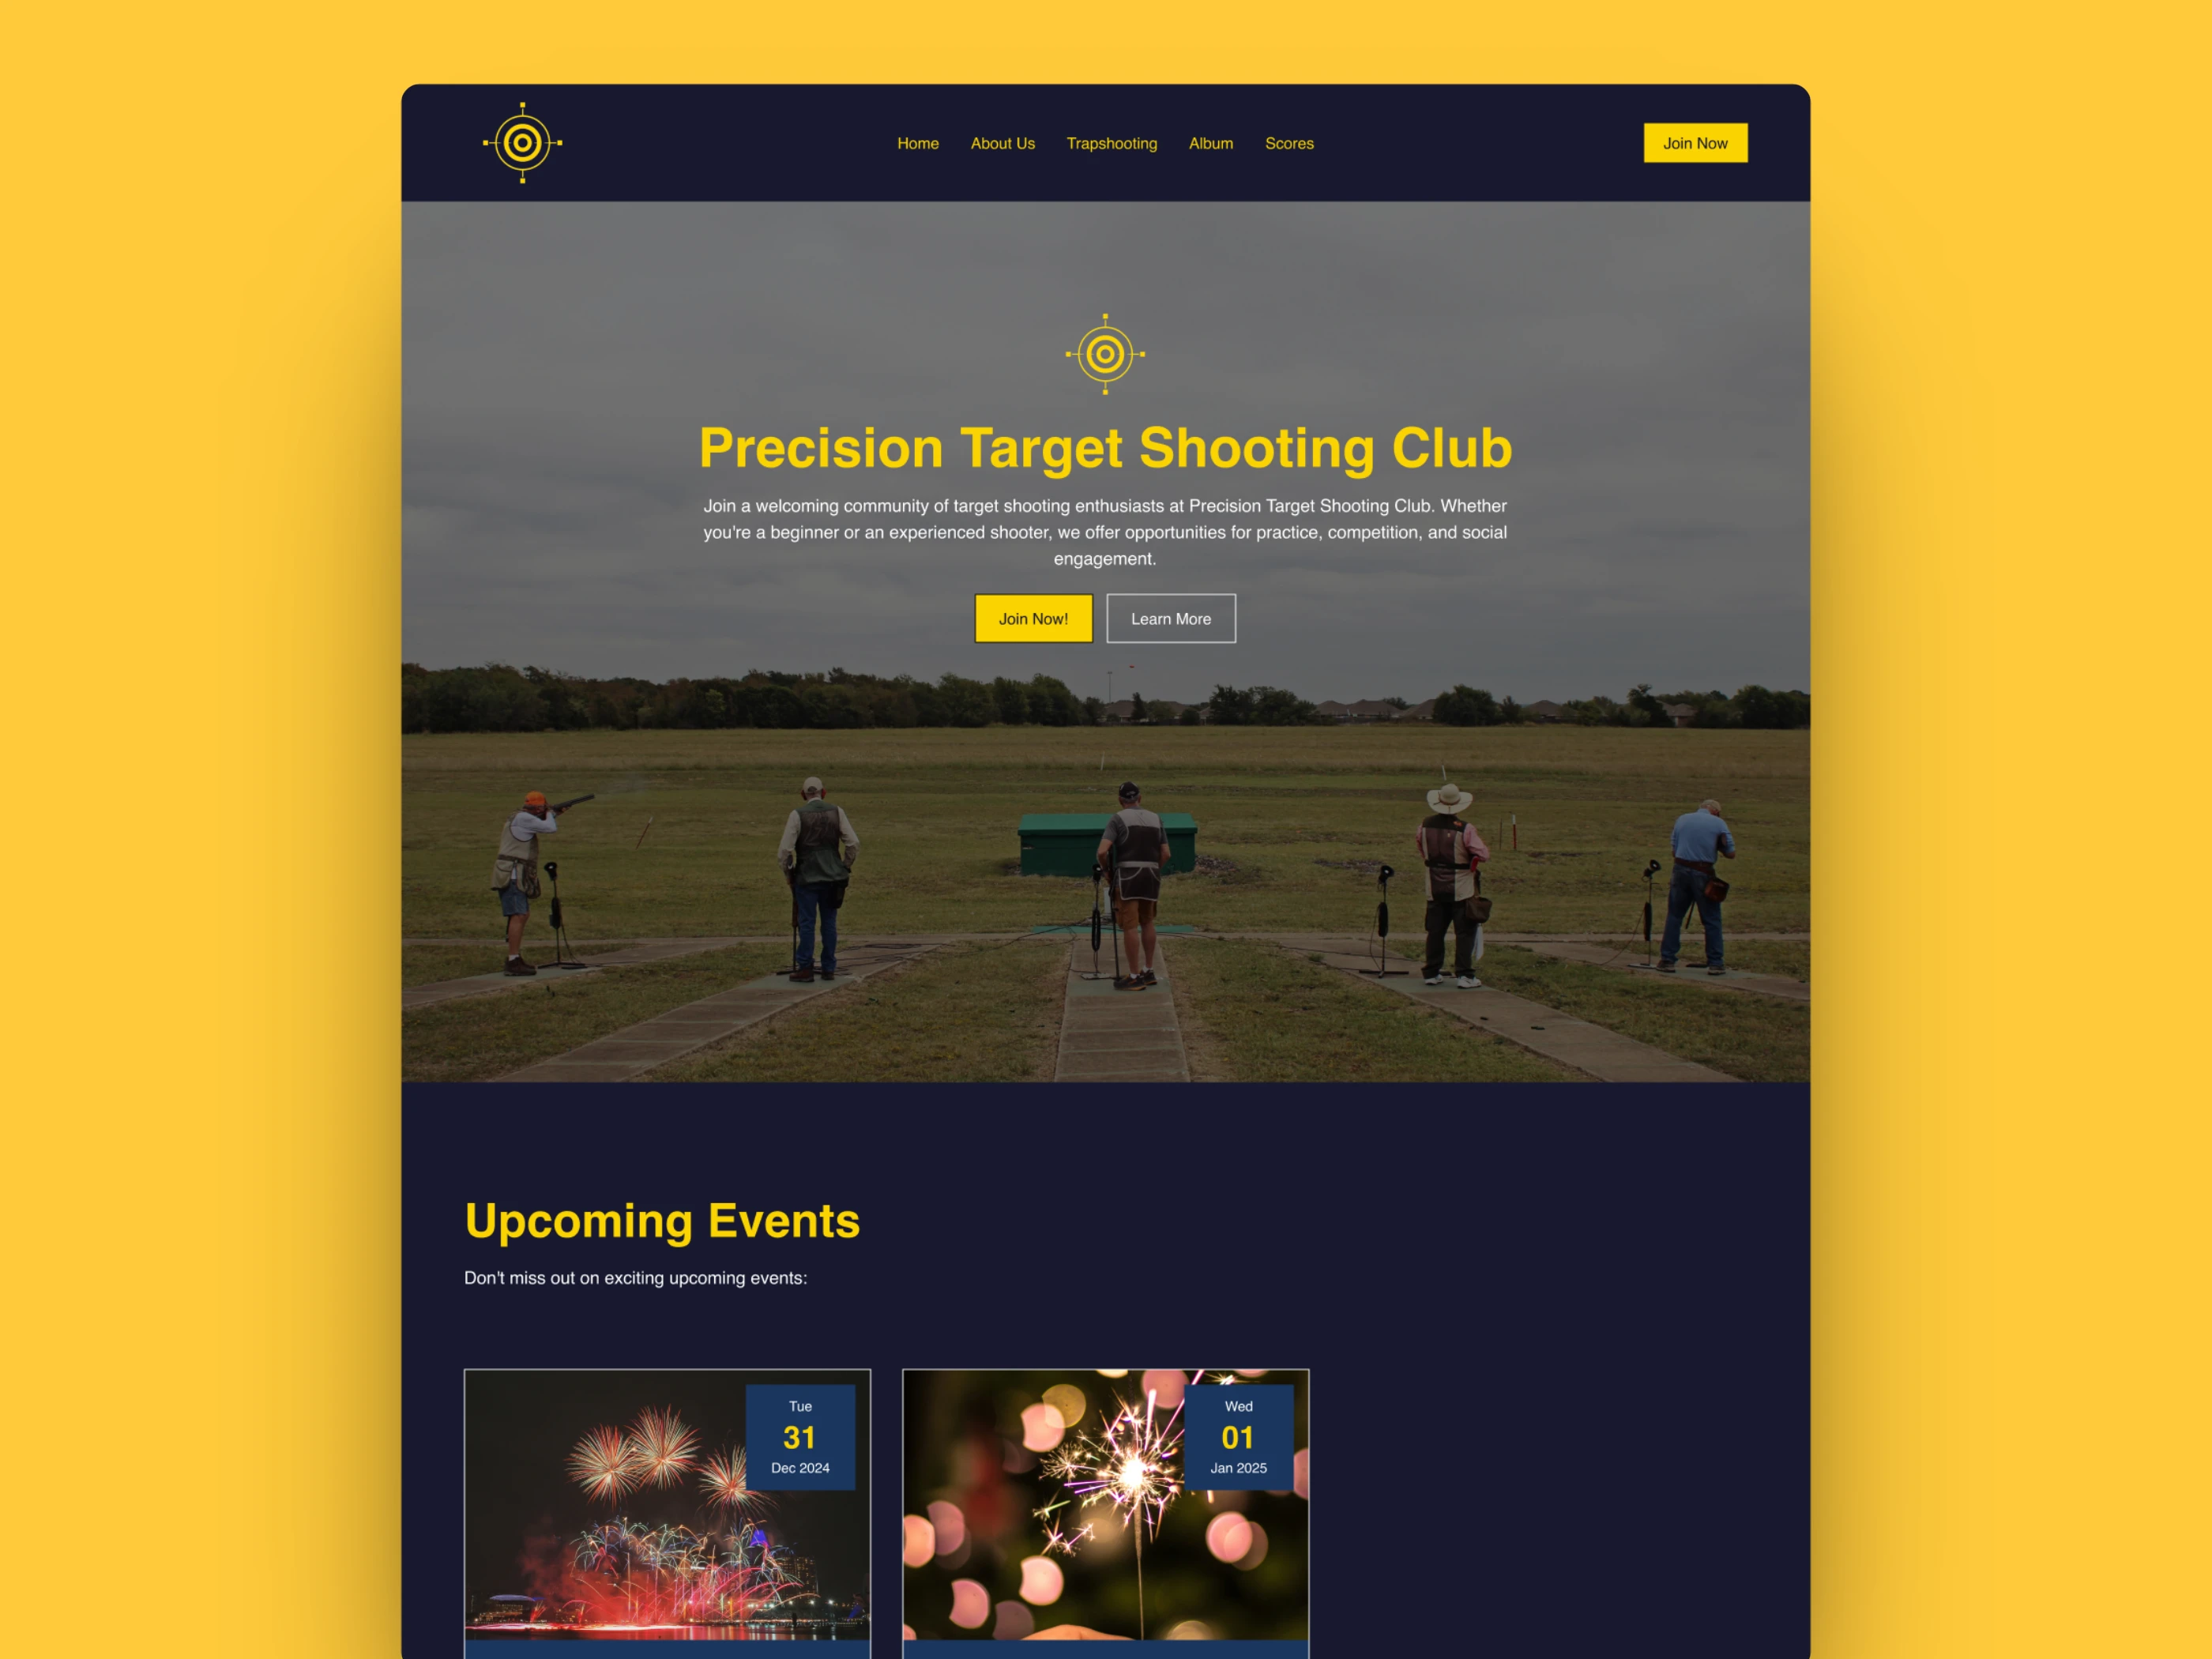 Home About Us Trapshooting Album Scores Join Now
Precision Target Shooting Club
Join a welcoming community of target shooting enthusiasts at Precision Target Shooting Club. Whether
you're a beginner or an experienced shooter, we offer opportunities for practice, competition, and social
engagement.
Join Now! Learn More
Upcoming Events
Don't miss out on exciting upcoming events:
Tue
31
Dec 2024
Wed
01
Jan 2025